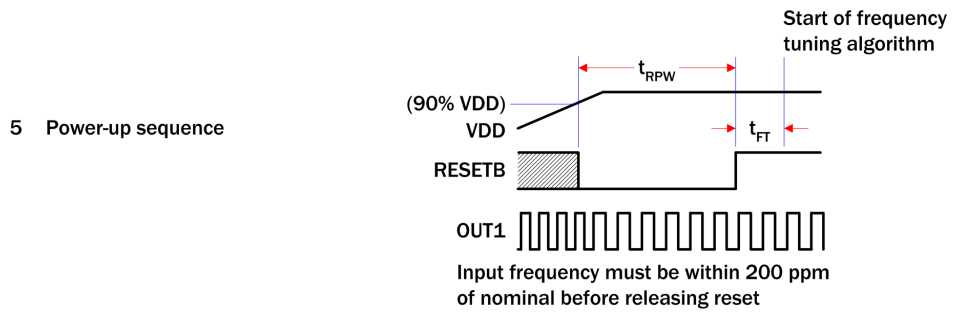 5 Power-up sequence
Start of frequency
tuning algorithm
tRPW
(90% VDD)
VDD
tFT
RESETB
OUT1
Input frequency must be within 200 ppm
of nominal before releasing reset